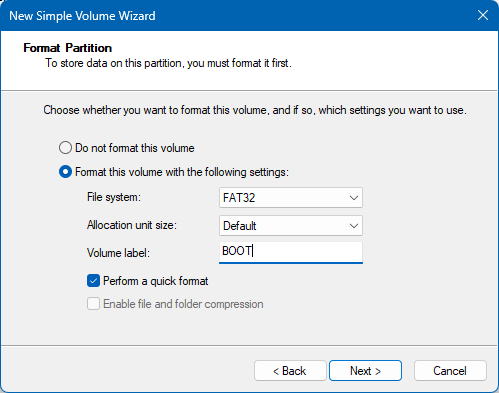 New Simple Volume Wizard
Format Partition
To store data on this partition, you must format it first.
Choose whether you want to format this volume, and if so, which settings you want to use.
Do not format this volume
Format this volume with the following settings:
File system: FAT32
Allocation unit size: Default
Volume label: BOOT
Perform a quick format
Enable file and folder compression
< Back Next > Cancel